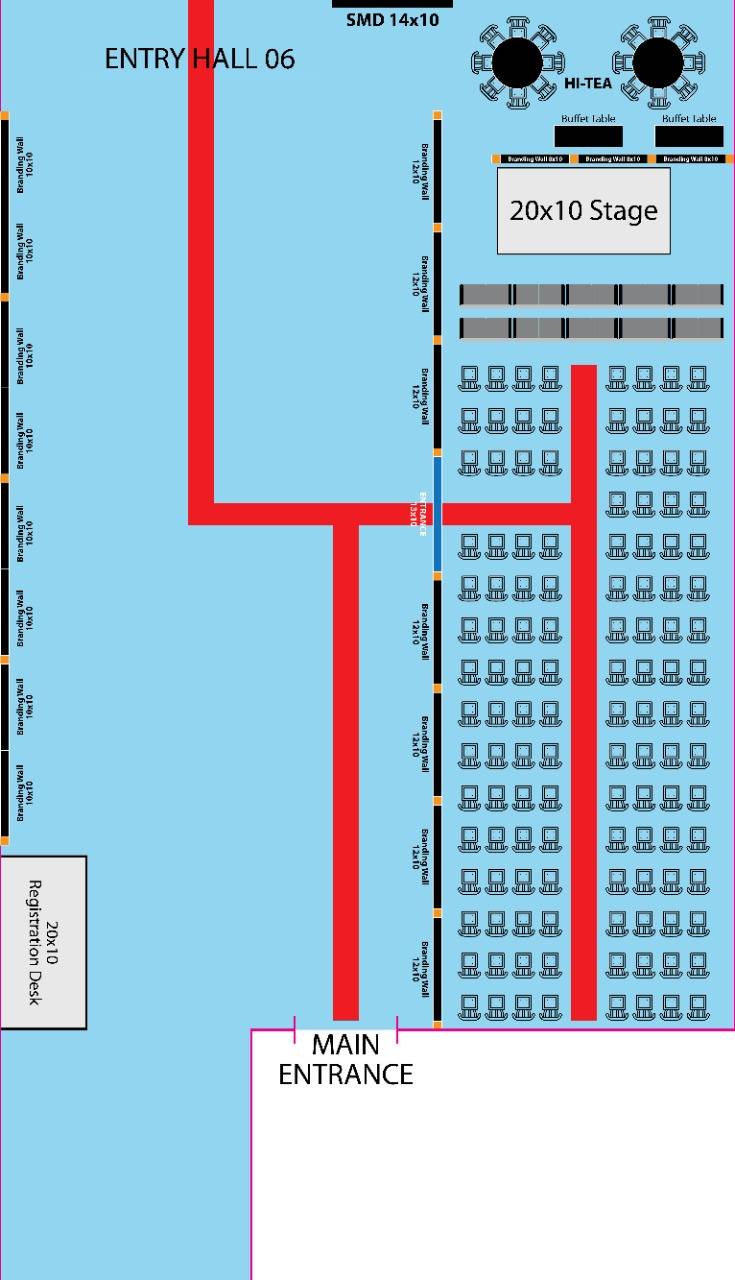 SMD 14x10
ENTRY HALL 06
HI-TEA
Buffet Table
Buffet Table
Branding Wall 8x10
Branding Wall 8x10
Branding Wall 8x10
20x10 Stage
Branding Wall
10x10
Branding Wall
10x10
Branding Wall
10x10
Branding Wall
10x10
Branding Wall
10x10
Branding Wall
10x10
Branding Wall
10x10
Branding Wall
10x10
Branding Wall
12x10
Branding Wall
12x10
Branding Wall
12x10
ENTRANCE
13x10
Branding Wall
12x10
Branding Wall
12x10
Branding Wall
12x10
Branding Wall
12x10
20x10
Registration Desk
MAIN
ENTRANCE